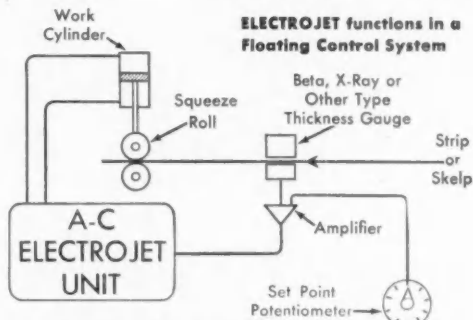 Work
Cylinder
ELECTROJET functions in a
Floating Control System
Squeeze
Roll
Beta, X-Ray or
Other Type
Thickness Gauge
Strip
or
Skelp
A-C
ELECTROJET
UNIT
Amplifier
Set Point
Potentiometer